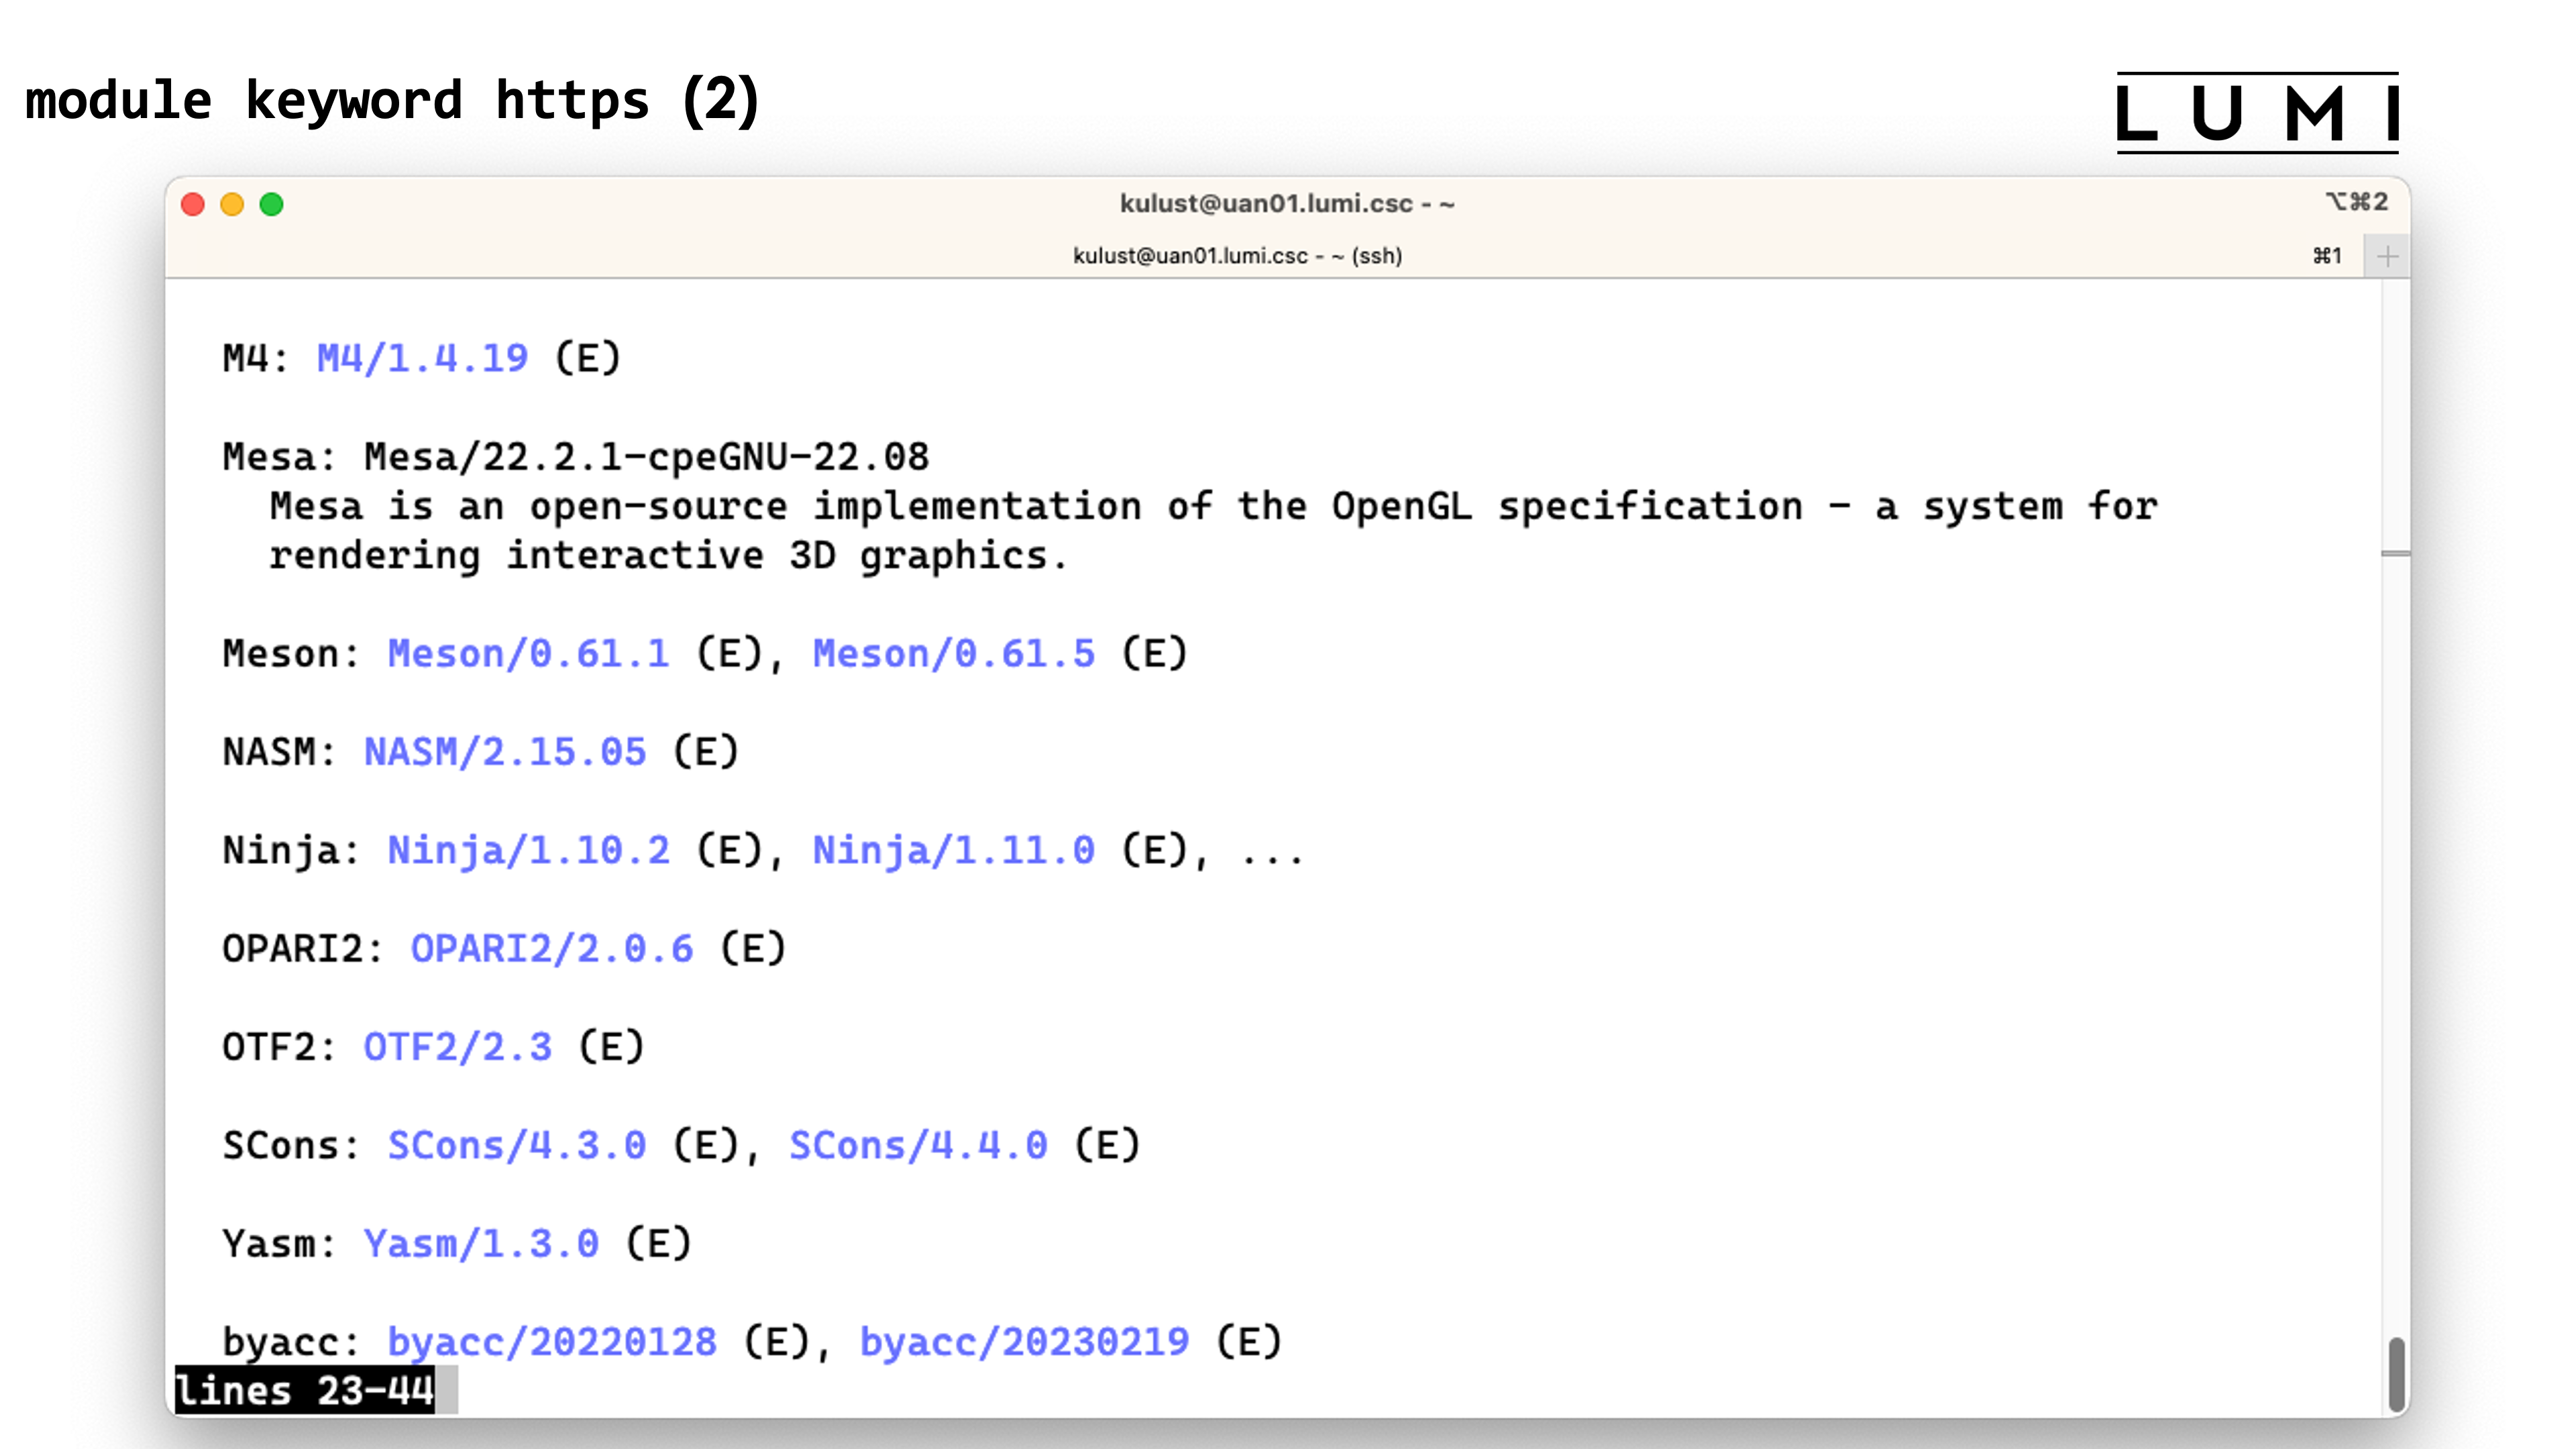 module keyword https (2)
LUMI
kulust@uan01.lumi.csc - ~
⌥⌘2
kulust@uan01.lumi.csc - ~ (ssh)
⌘1
+
M4: M4/1.4.19 (E)
Mesa: Mesa/22.2.1-cpeGNU-22.08
Mesa is an open-source implementation of the OpenGL specification - a system for
rendering interactive 3D graphics.
Meson: Meson/0.61.1 (E), Meson/0.61.5 (E)
NASM: NASM/2.15.05 (E)
Ninja: Ninja/1.10.2 (E), Ninja/1.11.0 (E), ...
OPARI2: OPARI2/2.0.6 (E)
OTF2: OTF2/2.3 (E)
SCons: SCons/4.3.0 (E), SCons/4.4.0 (E)
Yasm: Yasm/1.3.0 (E)
byacc: byacc/20220128 (E), byacc/20230219 (E)
lines 23-44